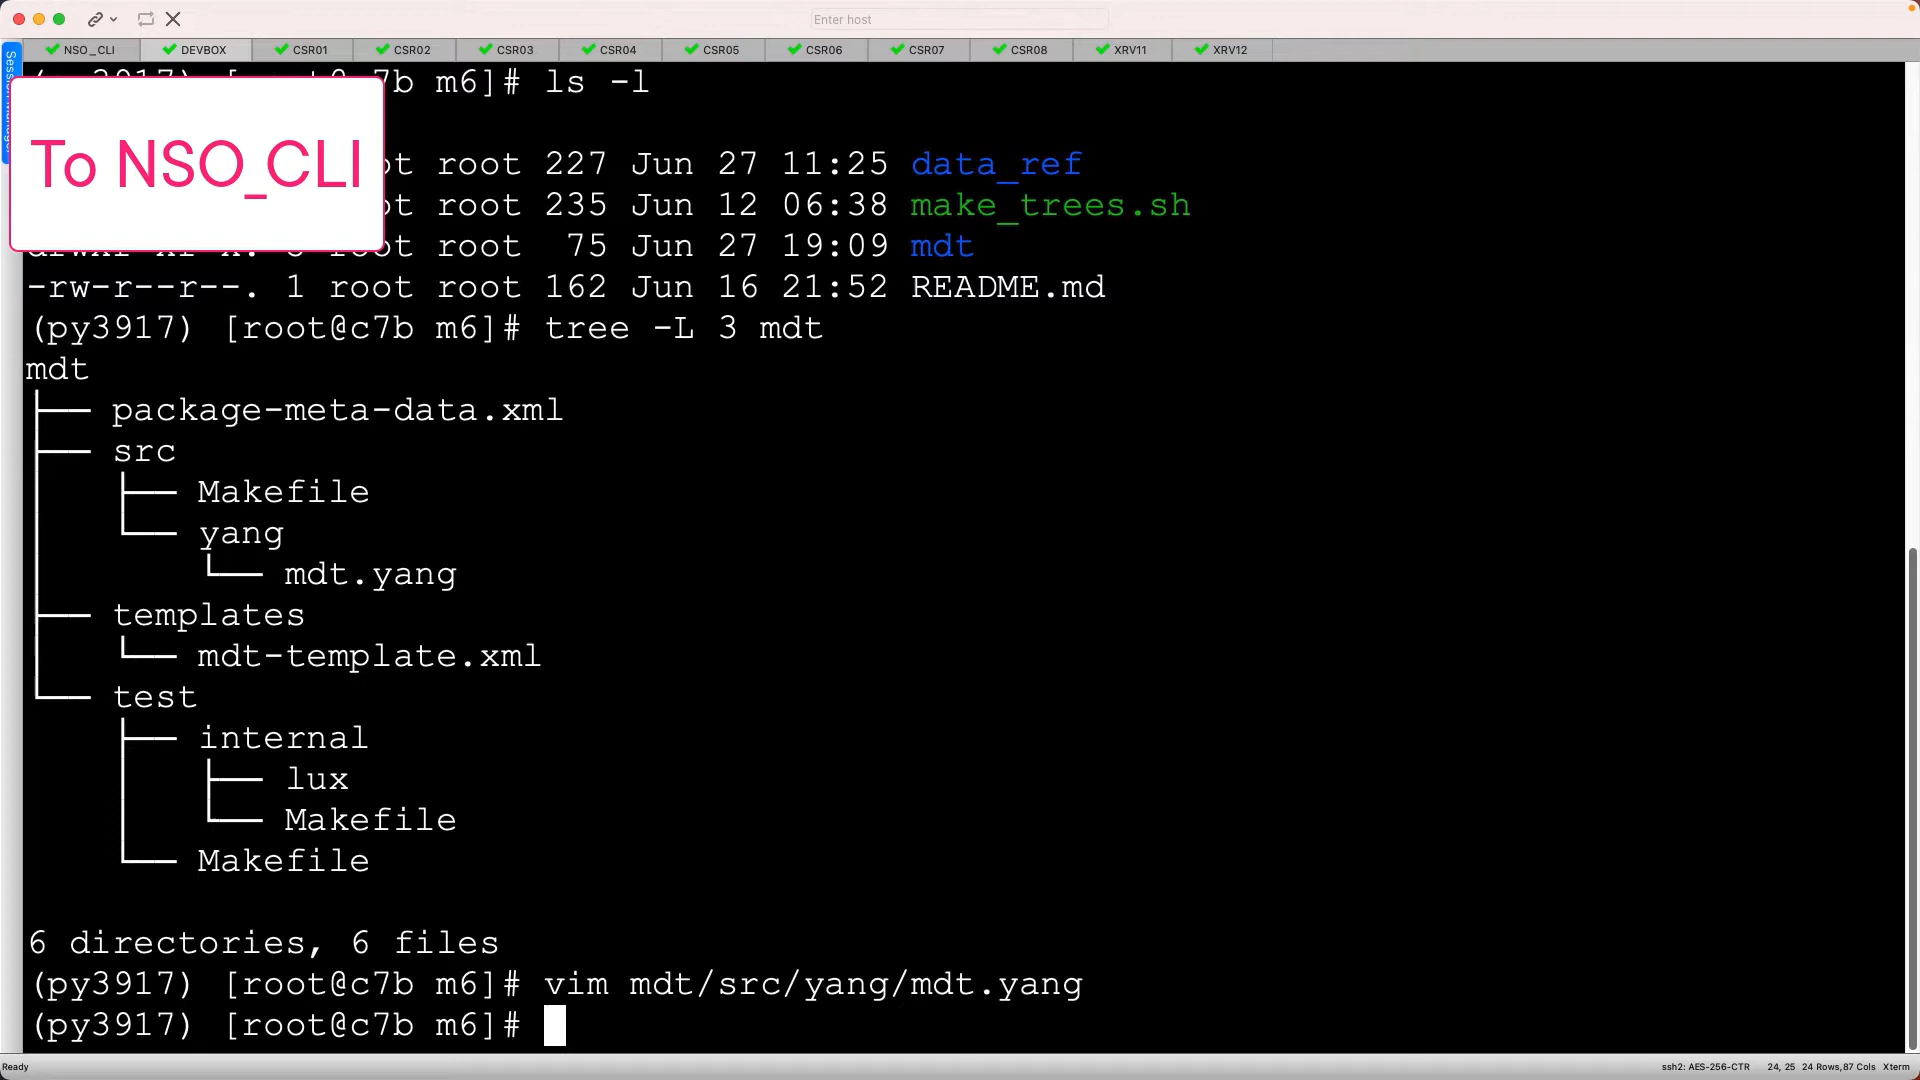 Enter host
NSO_CLI DEVBOX CSR01 CSR02 CSR03 CSR04 CSR05 CSR06 CSR07 CSR08 XRV11 XRV12
7b m6]# ls -l
To NSO_CLI
root 227 Jun 27 11:25 data_ref
root 235 Jun 12 06:38 make_trees.sh
root 75 Jun 27 19:09 mdt
-rw-r--r--. 1 root root 162 Jun 16 21:52 README.md
(py3917) [root@c7b m6]# tree -L 3 mdt
mdt
├── package-meta-data.xml
├── src
│   ├── Makefile
│   └── yang
│       └── mdt.yang
├── templates
│   └── mdt-template.xml
└── test
    ├── internal
    │   ├── lux
    │   └── Makefile
    └── Makefile
6 directories, 6 files
(py3917) [root@c7b m6]# vim mdt/src/yang/mdt.yang
(py3917) [root@c7b m6]#
Ready
ssh2: AES-256-CTR 24, 25 24 Rows,87 Cols Xterm